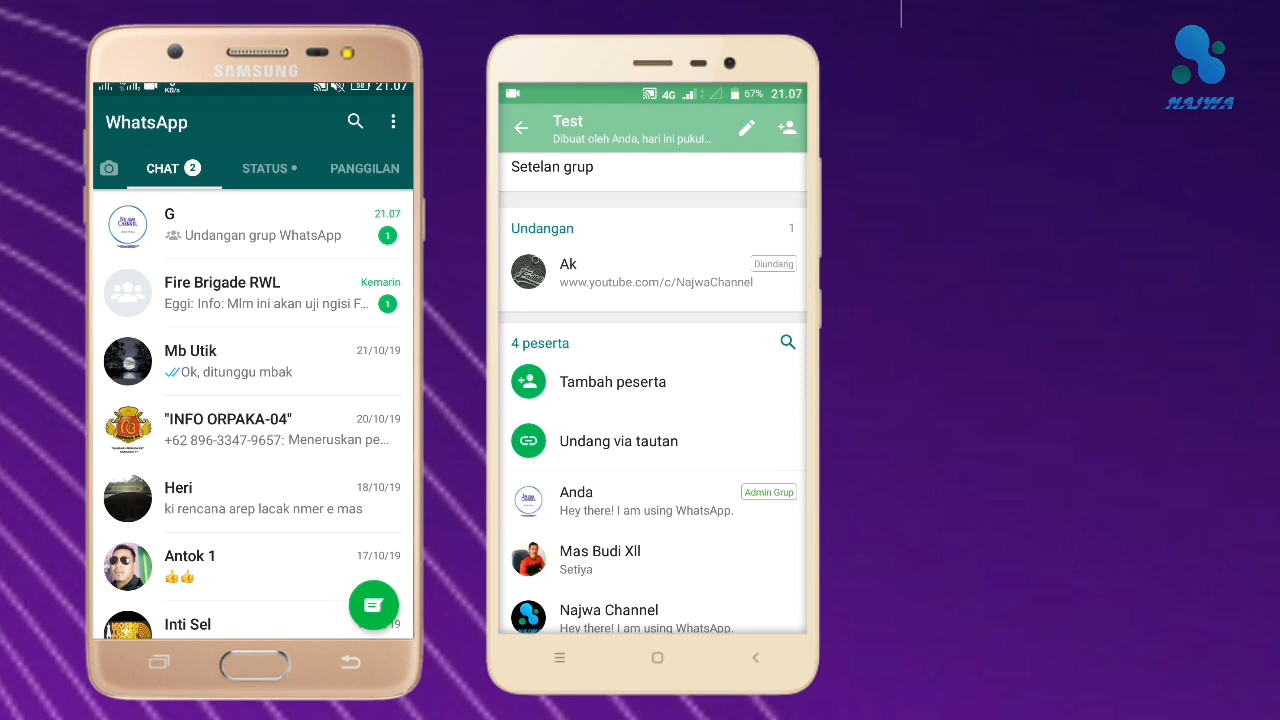 SAMSUNG
KB/s
58
21.07
WhatsApp
CHAT 2
STATUS
PANGGILAN
G
21.07
Undangan grup WhatsApp
1
Fire Brigade RWL
Kemarin
Eggi: Info: Mlm ini akan uji ngisi F...
1
Mb Utik
21/10/19
Ok, ditunggu mbak
"INFO ORPAKA-04"
20/10/19
+62 896-3347-9657: Meneruskan pe...
Heri
18/10/19
ki rencana arep lacak nmer e mas
Antok 1
17/10/19
Inti Sel
4G
67%
21.07
Test
Dibuat oleh Anda, hari ini pukul...
Setelan grup
Undangan
1
Ak
Diundang
www.youtube.com/c/NajwaChannel
4 peserta
Tambah peserta
Undang via tautan
Anda
Admin Grup
Hey there! I am using WhatsApp.
Mas Budi Xll
Setiya
Najwa Channel
Hey there! I am using WhatsApp.
NAJWA